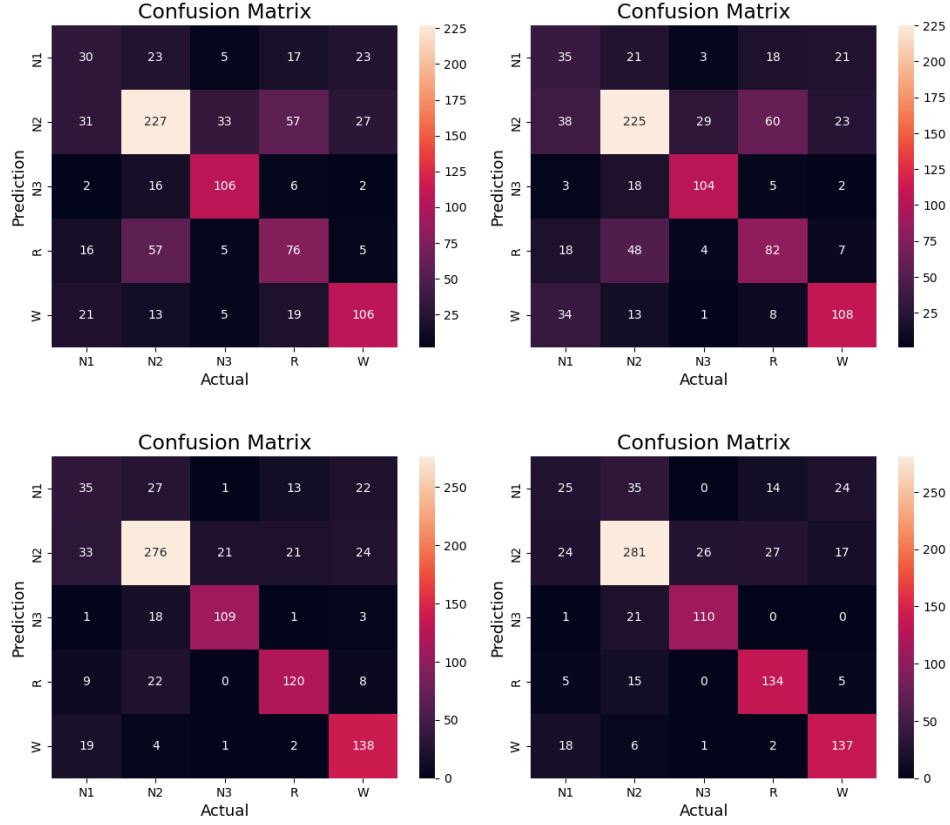 Confusion Matrix
N1 30 23 5 17 23
N2 31 227 33 57 27
N3 2 16 106 6 2
R 16 57 5 76 5
W 21 13 5 19 106
N1 N2 N3 R W
Actual
Prediction
225
200
175
150
125
100
75
50
25
Confusion Matrix
N1 35 21 3 18 21
N2 38 225 29 60 23
N3 3 18 104 5 2
R 18 48 4 82 7
W 34 13 1 8 108
N1 N2 N3 R W
Actual
Prediction
225
200
175
150
125
100
75
50
25
Confusion Matrix
N1 35 27 1 13 22
N2 33 276 21 21 24
N3 1 18 109 1 3
R 9 22 0 120 8
W 19 4 1 2 138
N1 N2 N3 R W
Actual
Prediction
250
200
150
100
50
0
Confusion Matrix
N1 25 35 0 14 24
N2 24 281 26 27 17
N3 1 21 110 0 0
R 5 15 0 134 5
W 18 6 1 2 137
N1 N2 N3 R W
Actual
Prediction
250
200
150
100
50
0